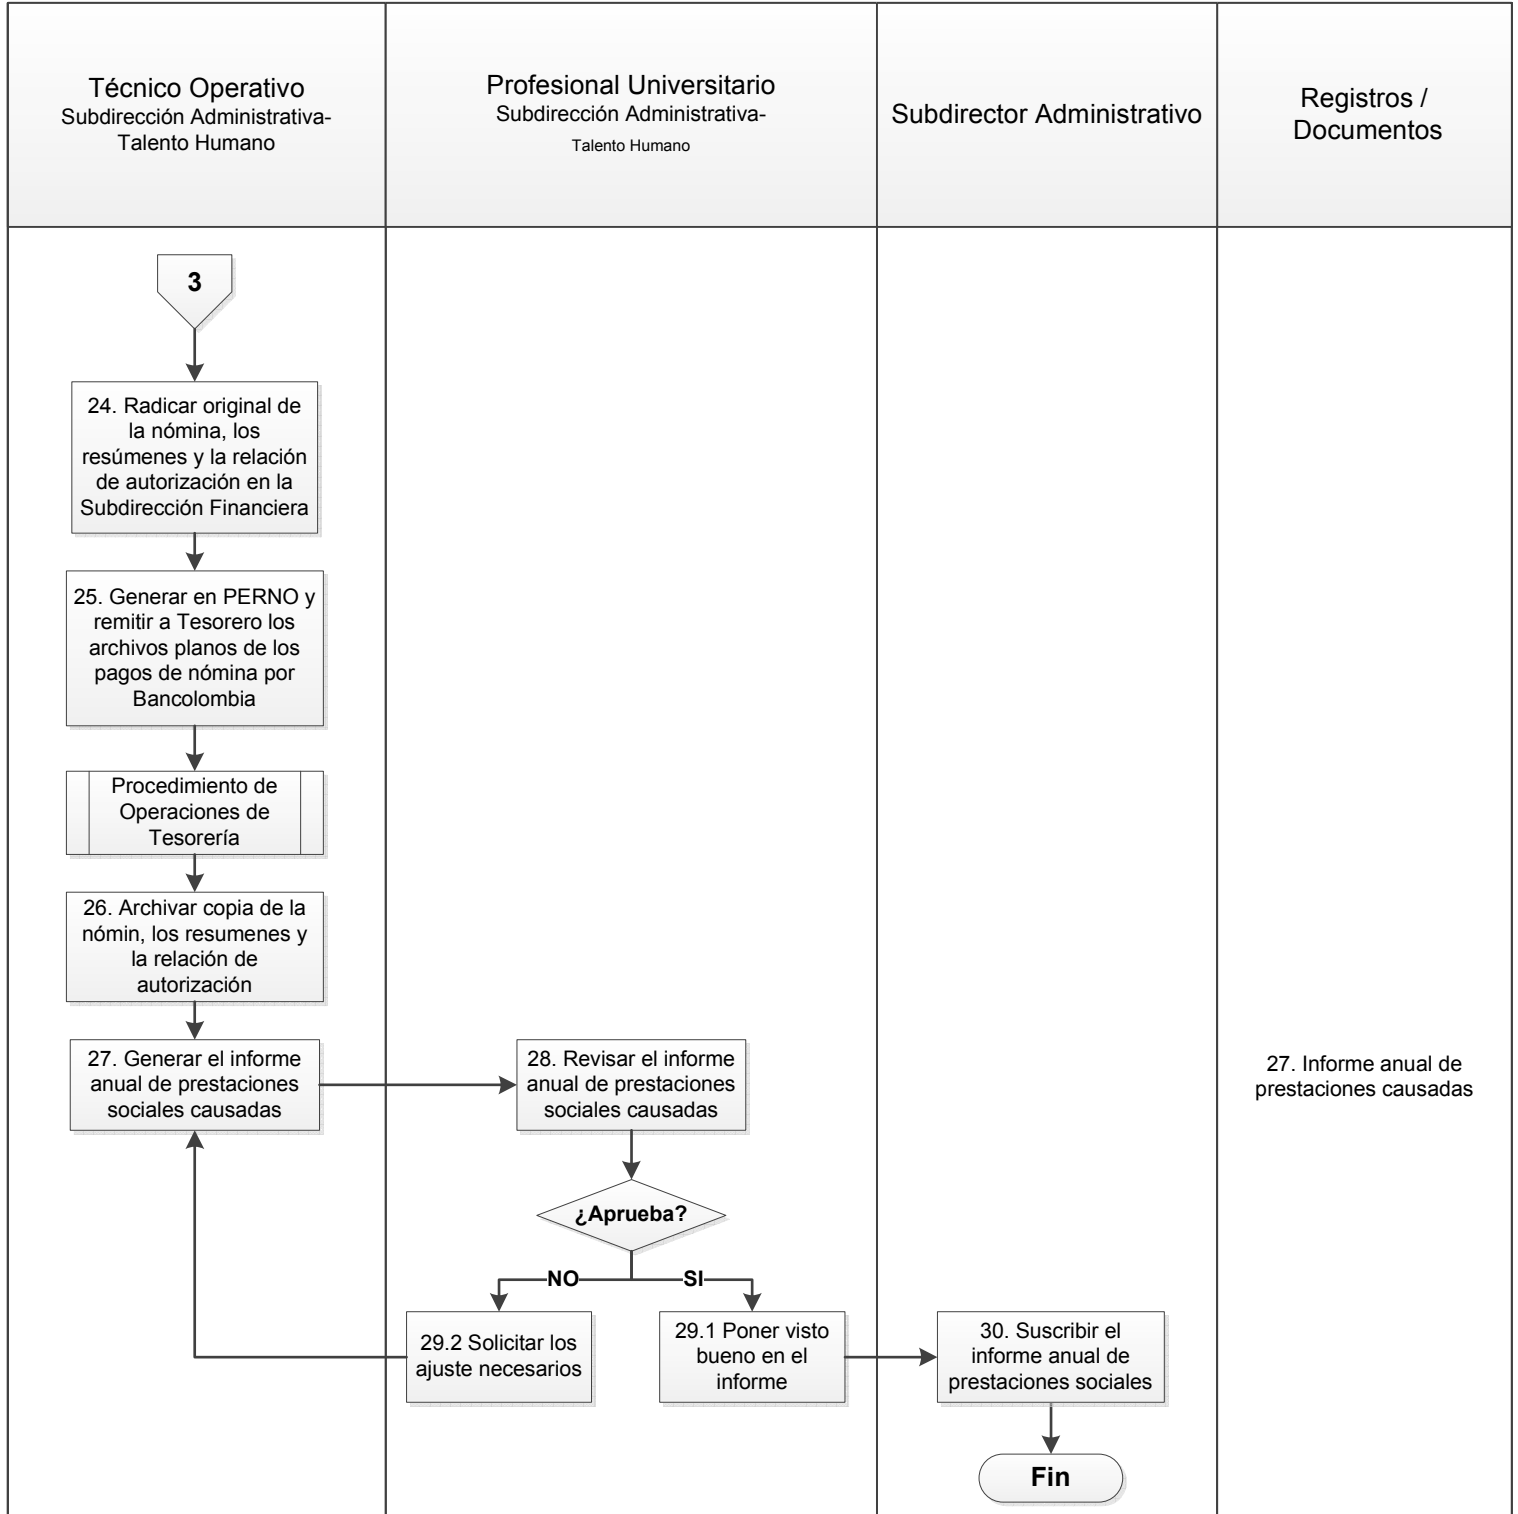 Técnico Operativo
Subdirección Administrativa-
Talento Humano
Profesional Universitario
Subdirección Administrativa-
Talento Humano
Subdirector Administrativo
Registros /
Documentos
3
24. Radicar original de
la nómina, los
resúmenes y la relación
de autorización en la
Subdirección Financiera
25. Generar en PERNO y
remitir a Tesorero los
archivos planos de los
pagos de nómina por
Bancolombia
Procedimiento de
Operaciones de
Tesorería
26. Archivar copia de la
nómin, los resumenes y
la relación de
autorización
27. Generar el informe
anual de prestaciones
sociales causadas
28. Revisar el informe
anual de prestaciones
sociales causadas
27. Informe anual de
prestaciones causadas
¿Aprueba?
NO
SI
29.2 Solicitar los
ajuste necesarios
29.1 Poner visto
bueno en el
informe
30. Suscribir el
informe anual de
prestaciones sociales
Fin